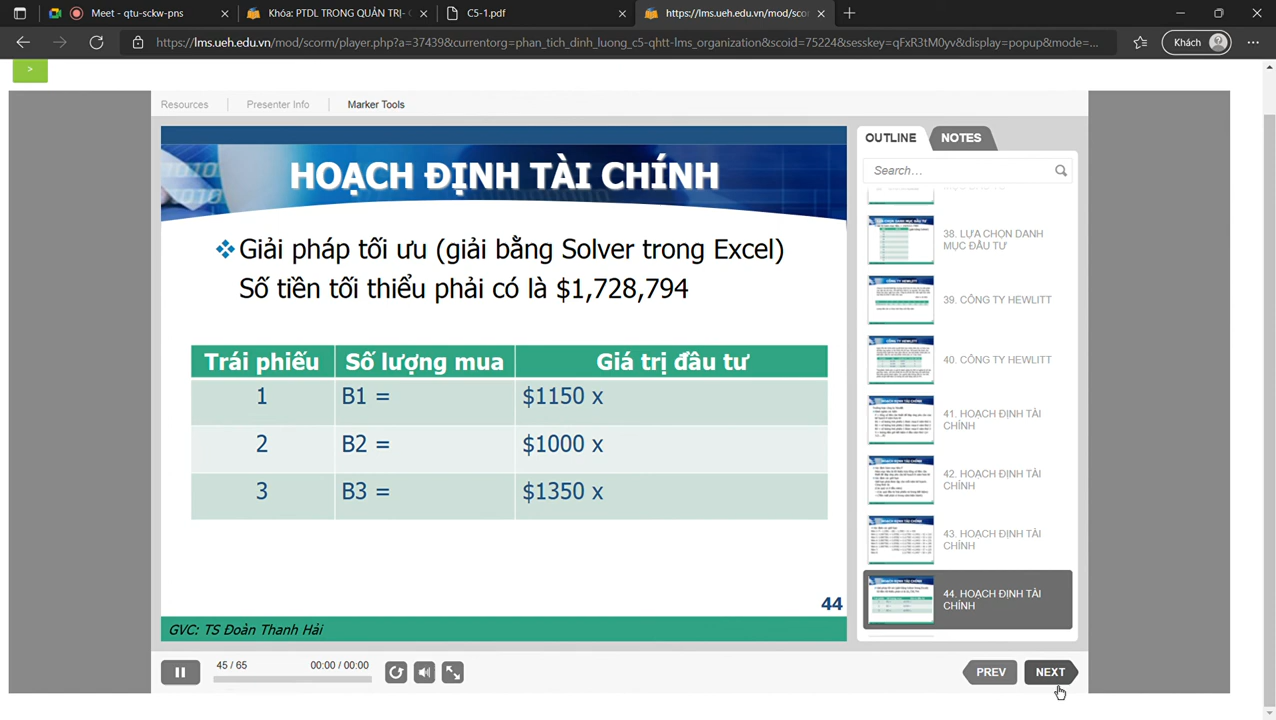 Meet - qtu-sckw-pns
Khóa: PTDL TRONG QUẢN TRỊ-
C5-1.pdf
https://lms.ueh.edu.vn/mod/scor
https://lms.ueh.edu.vn/mod/scorm/player.php?a=37439&currentorg=phan_tich_dinh_luong_c5-qhtt-lms_organization&scoid=75224&sesskey=qFxR3tM0yv&display=popup&mode=...
Khách
>
Resources
Presenter Info
Marker Tools
HOẠCH ĐỊNH TÀI CHÍNH
❖Giải pháp tối ưu (giải bằng Solver trong Excel)
Số tiền tối thiểu phải có là $1,728,794
Trái phiếu Số lượng mua Giá trị đầu tư
1 B1 = $1150 x
2 B2 = $1000 x
3 B3 = $1350 x
44
GVC: TS Đoàn Thanh Hải
OUTLINE
NOTES
Search...
38. LỰA CHỌN DANH
MỤC ĐẦU TƯ
39. CÔNG TY HEWLITT
40. CÔNG TY HEWLITT
41. HOẠCH ĐỊNH TÀI
CHÍNH
42. HOẠCH ĐỊNH TÀI
CHÍNH
43. HOẠCH ĐỊNH TÀI
CHÍNH
44. HOẠCH ĐỊNH TÀI
CHÍNH
45 / 65
00:00 / 00:00
PREV
NEXT